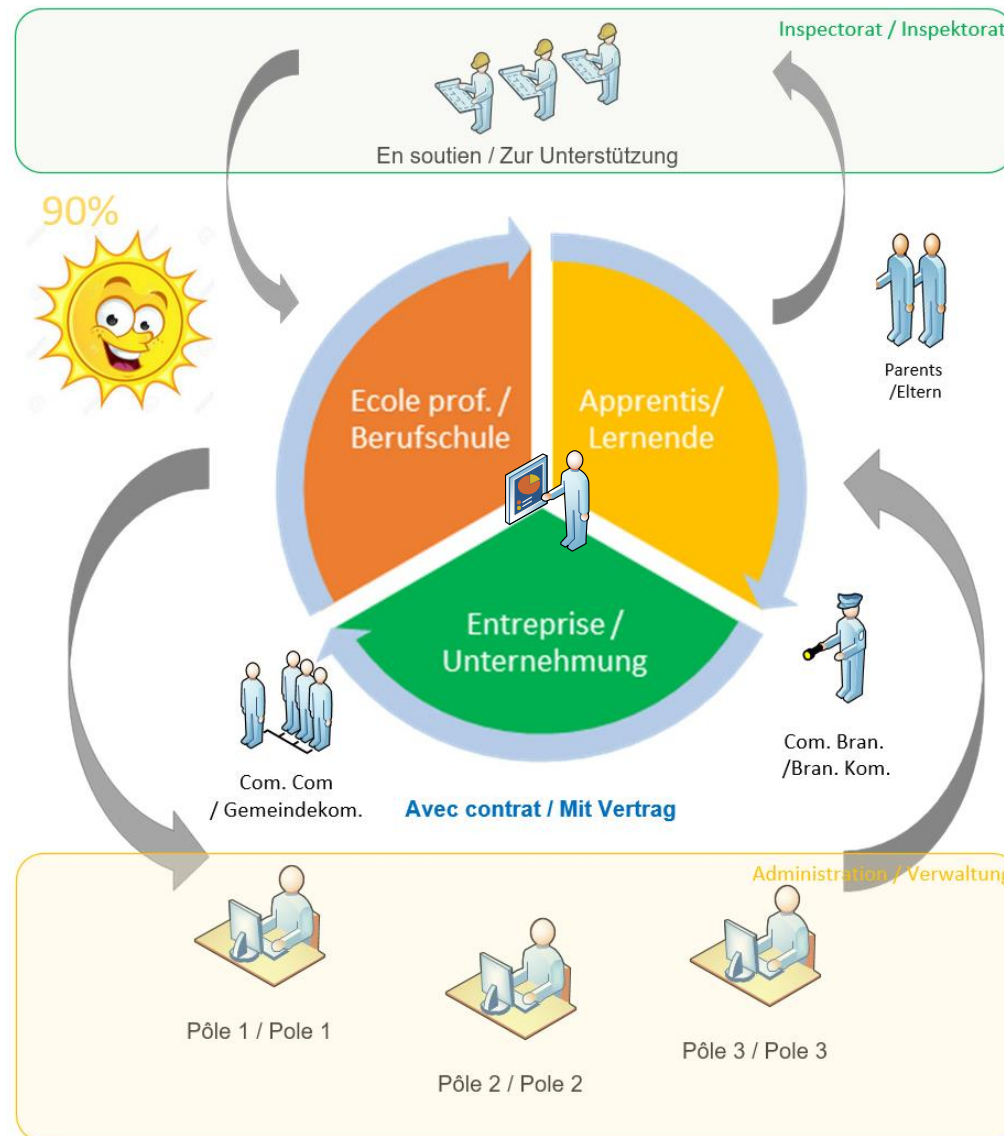 Inspectorat / Inspektorat
En soutien / Zur Unterstützung
90%
Parents
/Eltern
Ecole prof. /
Berufschule
Apprentis/
Lernende
Entreprise /
Unternehmung
Com. Bran.
/Bran. Kom.
Com. Com
/ Gemeindekom.
Avec contrat / Mit Vertrag
Administration / Verwaltung
Pôle 1 / Pole 1
Pôle 2 / Pole 2
Pôle 3 / Pole 3